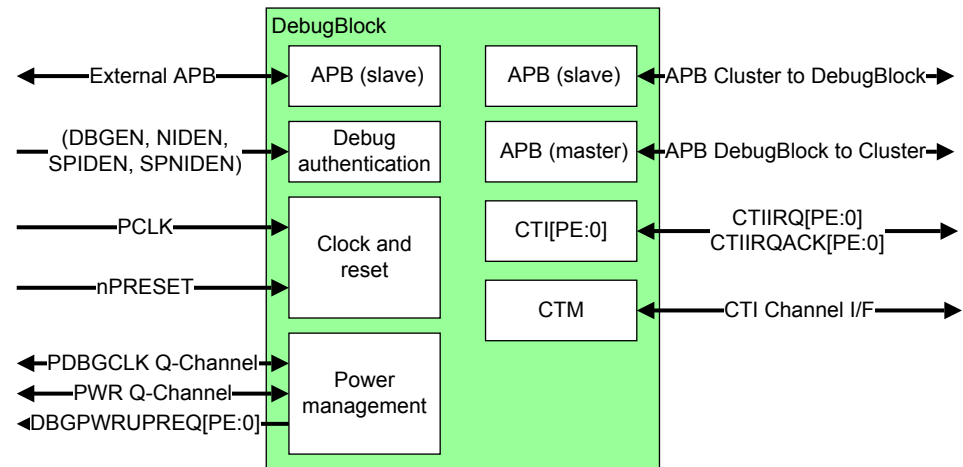 DebugBlock
External APB
APB (slave)
APB (slave)
APB Cluster to DebugBlock
(DBGEN, NIDEN,
SPIDEN, SPNIDEN)
Debug
authentication
APB (master)
APB DebugBlock to Cluster
PCLK
nPRESET
Clock and
reset
CTI[PE:0]
CTIIRQ[PE:0]
CTIIRQACK[PE:0]
CTM
CTI Channel I/F
PDBGCLK Q-Channel
PWR Q-Channel
DBGPWRUPREQ[PE:0]
Power
management